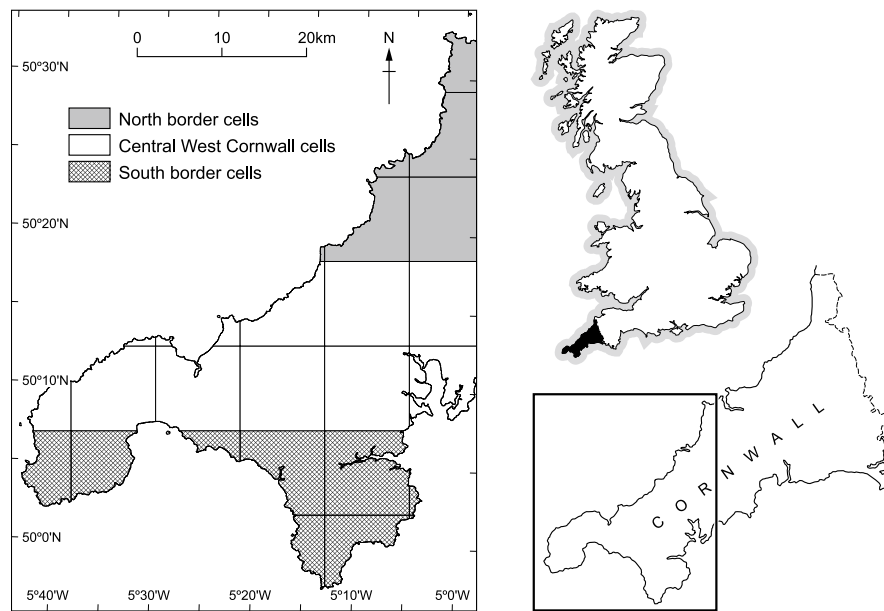 0 10 20km
N
50°30'N
North border cells
Central West Cornwall cells
South border cells
50°20'N
50°10'N
50°0'N
5°40'W 5°30'W 5°20'W 5°10'W 5°0'W
CORNWALL